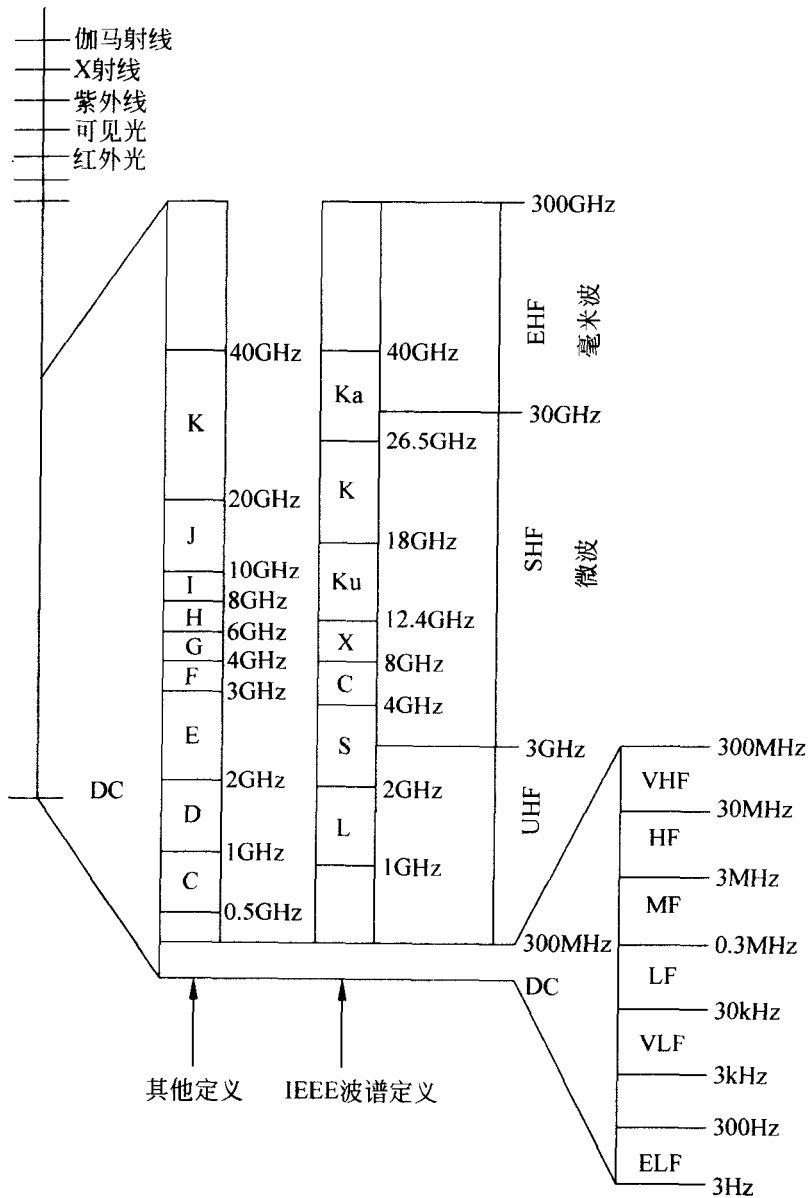 伽马射线
X射线
紫外线
可见光
红外光
300GHz
EHF
毫米波
40GHz
40GHz
Ka
30GHz
K
26.5GHz
20GHz
K
J
18GHz
SHF
微波
10GHz
I
Ku
8GHz
H
12.4GHz
6GHz
G
X
4GHz
8GHz
F
C
3GHz
4GHz
E
S
3GHz
300MHz
DC
2GHz
2GHz
VHF
D
L
UHF
30MHz
HF
1GHz
1GHz
C
3MHz
MF
0.5GHz
300MHz
0.3MHz
LF
DC
30kHz
VLF
3kHz
其他定义
IEEE波谱定义
300Hz
ELF
3Hz